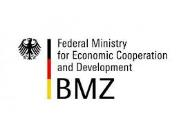 Federal Ministry
for Economic Cooperation
and Development
BMZ